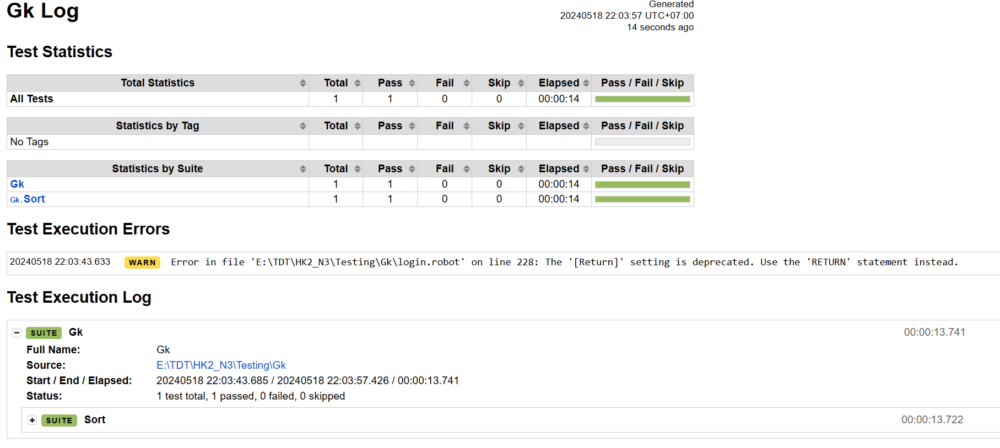 Gk Log
Generated
20240518 22:03:57 UTC+07:00
14 seconds ago
Test Statistics
Total Statistics Total Pass Fail Skip Elapsed Pass / Fail / Skip
All Tests 1 1 0 0 00:00:14
Statistics by Tag Total Pass Fail Skip Elapsed Pass / Fail / Skip
No Tags
Statistics by Suite Total Pass Fail Skip Elapsed Pass / Fail / Skip
Gk 1 1 0 0 00:00:14
Gk.Sort 1 1 0 0 00:00:14
Test Execution Errors
20240518 22:03:43.633 WARN Error in file 'E:\TDT\HK2_N3\Testing\Gk\login.robot' on line 228: The '[Return]' setting is deprecated. Use the 'RETURN' statement instead.
Test Execution Log
SUITE Gk 00:00:13.741
Full Name: Gk
Source: E:\TDT\HK2_N3\Testing\Gk
Start / End / Elapsed: 20240518 22:03:43.685 / 20240518 22:03:57.426 / 00:00:13.741
Status: 1 test total, 1 passed, 0 failed, 0 skipped
SUITE Sort 00:00:13.722